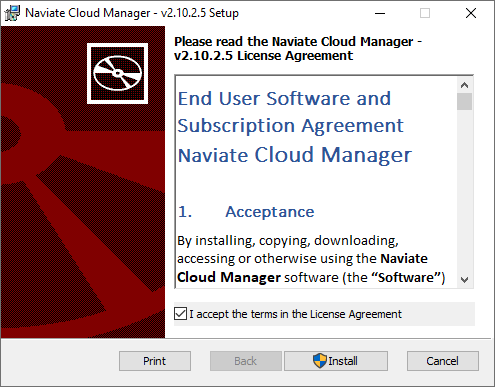 Naviate Cloud Manager - v2.10.2.5 Setup
Please read the Naviate Cloud Manager -
v2.10.2.5 License Agreement
End User Software and
Subscription Agreement
Naviate Cloud Manager
1. Acceptance
By installing, copying, downloading,
accessing or otherwise using the Naviate
Cloud Manager software (the “Software”)
I accept the terms in the License Agreement
Print Back Install Cancel